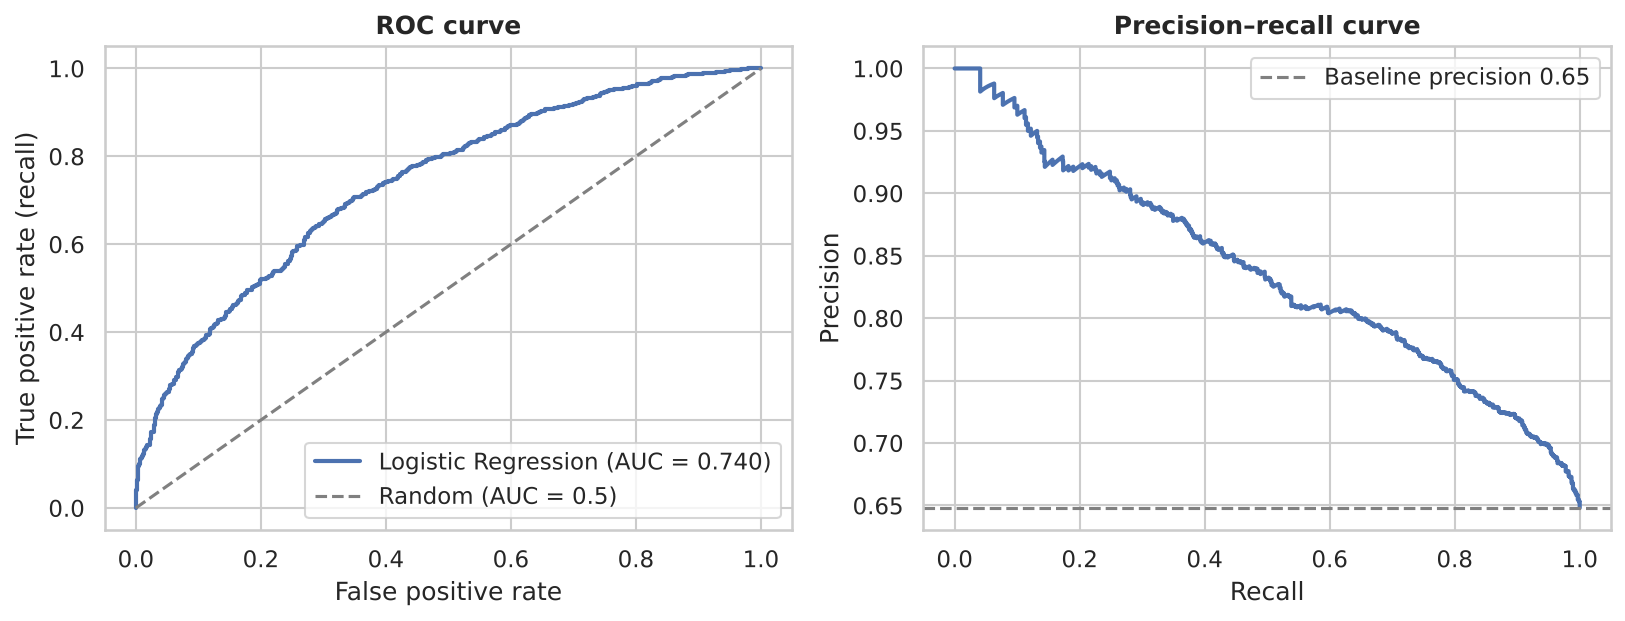 ROC curve
True positive rate (recall)
1.0
0.8
0.6
0.4
0.2
0.0
Logistic Regression (AUC = 0.740)
Random (AUC = 0.5)
0.0 0.2 0.4 0.6 0.8 1.0
False positive rate
Precision–recall curve
Precision
1.00
0.95
0.90
0.85
0.80
0.75
0.70
0.65
Baseline precision 0.65
0.0 0.2 0.4 0.6 0.8 1.0
Recall